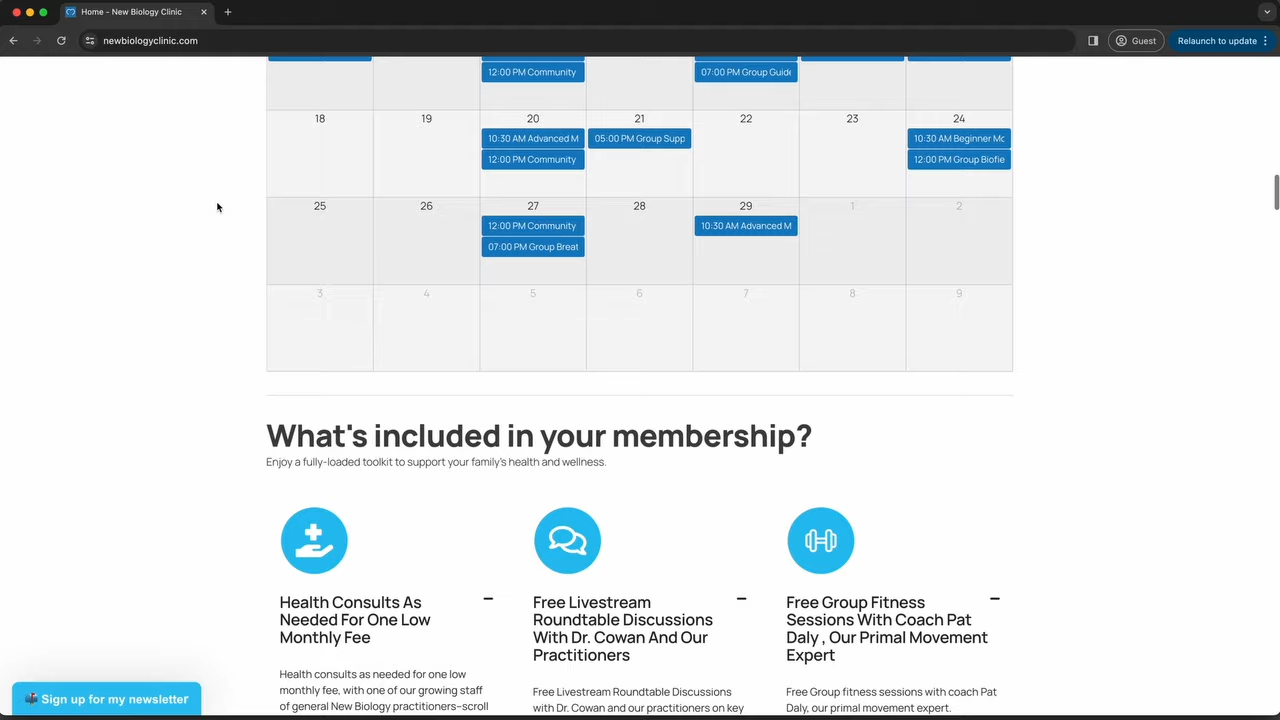 Home - New Biology Clinic
newbiologyclinic.com
Guest
Relaunch to update
12:00 PM Community
07:00 PM Group Guide
18 19 20 21 22 23 24
10:30 AM Advanced M
05:00 PM Group Supp
10:30 AM Beginner Mc
12:00 PM Community
12:00 PM Group Biofie
25 26 27 28 29 1 2
12:00 PM Community
10:30 AM Advanced M
07:00 PM Group Breat
3 4 5 6 7 8 9
What's included in your membership?
Enjoy a fully-loaded toolkit to support your family's health and wellness.
Health Consults As
Needed For One Low
Monthly Fee
Health consults as needed for one low
monthly fee, with one of our growing staff
of general New Biology practitioners–scroll
Free Livestream
Roundtable Discussions
With Dr. Cowan And Our
Practitioners
Free Livestream Roundtable Discussions
with Dr. Cowan and our practitioners on key
Free Group Fitness
Sessions With Coach Pat
Daly , Our Primal Movement
Expert
Free Group fitness sessions with coach Pat
Daly, our primal movement expert.
Sign up for my newsletter